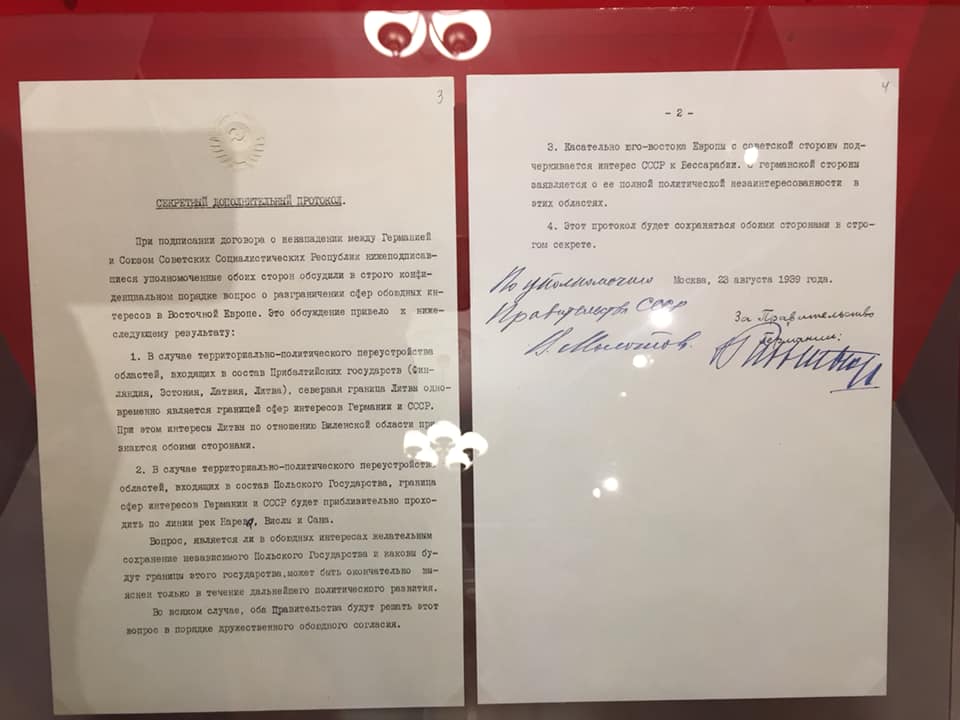 3
СЕКРЕТНЫЙ ДОПОЛНИТЕЛЬНЫЙ ПРОТОКОЛ.
При подписании договора о ненападении между Германией
и Союзом Советских Социалистических Республик нижеподписав-
шиеся уполномоченные обоих сторон обсудили в строго конфи-
денциальном порядке вопрос о разграничении сфер обоюдных ин-
тересов в Восточной Европе. Это обсуждение привело к ниже-
следующему результату:
1. В случае территориально-политического переустройства
областей, входящих в состав Прибалтийских государств (Фин-
ляндия, Эстония, Латвия, Литва), северная граница Литвы одно-
временно является границей сфер интересов Германии и СССР.
При этом интересы Литвы по отношению Виленской области при-
знаются обоими сторонами.
2. В случае территориально-политического переустройства
областей, входящих в состав Польского Государства, граница
сфер интересов Германии и СССР будет приблизительно прохо-
дить по линии рек Нарева, Вислы и Сана.
Вопрос, является ли в обоюдных интересах желательным
сохранение независимого Польского Государства и каковы бу-
дут границы этого государства, может быть окончательно вы-
яснен только в течение дальнейшего политического развития.
Во всяком случае, оба Правительства будут решать этот
вопрос в порядке дружественного обоюдного согласия.
4
- 2 -
3. Касательно юго-востока Европы с советской стороны под-
черкивается интерес СССР к Бессарабии. С германской стороны
заявляется о ее полной политической незаинтересованности в
этих областях.
4. Этот протокол будет сохраняться обоими сторонами в стро-
гом секрете.
По уполномочию Москва, 23 августа 1939 года.
Правительства СССР
За Правительство
Германии:
В. Молотов.